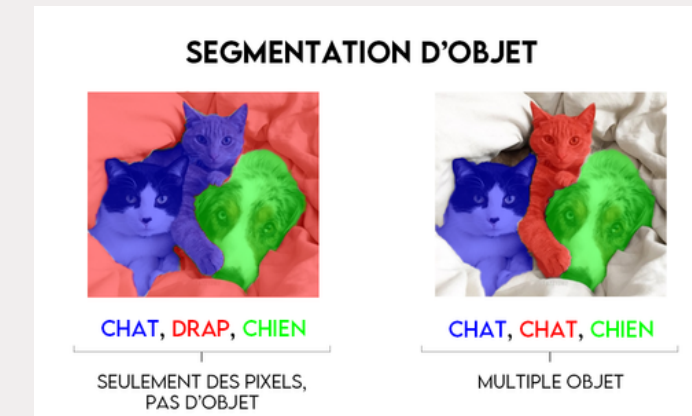 SEGMENTATION D'OBJET
CHAT, DRAP, CHIEN
SEULEMENT DES PIXELS,
PAS D'OBJET
CHAT, CHAT, CHIEN
MULTIPLE OBJET